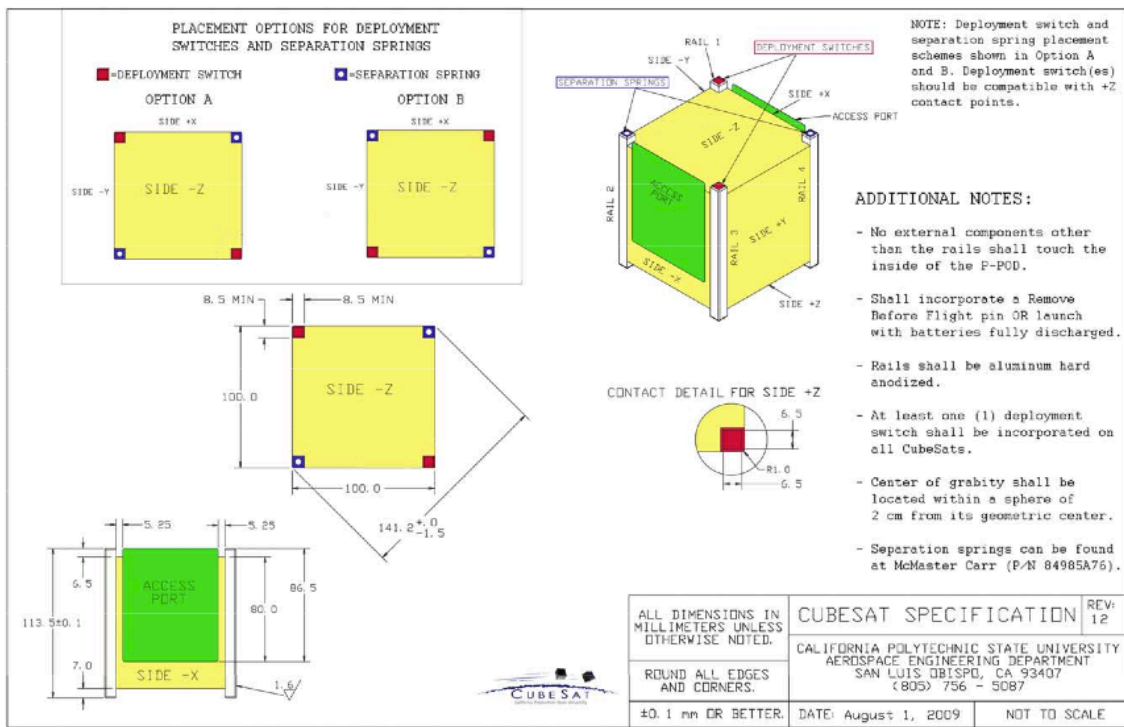 PLACEMENT OPTIONS FOR DEPLOYMENT
SWITCHES AND SEPARATION SPRINGS
=DEPLOYMENT SWITCH
=SEPARATION SPRING
OPTION A
OPTION B
SIDE +X
SIDE -Y
SIDE -Z
SIDE +X
SIDE -Y
SIDE -Z
RAIL 1
DEPLOYMENT SWITCHES
SIDE -Y
SEPARATION SPRINGS
SIDE +X
ACCESS PORT
SIDE -Z
ACCESS
PORT
RAIL 2
RAIL 3
RAIL 4
SIDE +Y
SIDE -X
SIDE +Z
NOTE: Deployment switch and
separation spring placement
schemes shown in Option A
and B. Deployment switch(es)
should be compatible with +Z
contact points.
ADDITIONAL NOTES:
- No external components other
than the rails shall touch the
inside of the P-POD.
- Shall incorporate a Remove
Before Flight pin OR launch
with batteries fully discharged.
- Rails shall be aluminum hard
anodized.
- At least one (1) deployment
switch shall be incorporated on
all CubeSats.
- Center of grabity shall be
located within a sphere of
2 cm from its geometric center.
- Separation springs can be found
at McMaster Carr (P/N 84985A76).
8.5 MIN
8.5 MIN
SIDE -Z
100.0
100.0
141.2 +.0 -1.5
CONTACT DETAIL FOR SIDE +Z
6.5
R1.0
6.5
5.25
5.25
6.5
ACCESS
PORT
80.0
86.5
113.5±0.1
7.0
SIDE -X
1.6
CUBESAT
ALL DIMENSIONS IN
MILLIMETERS UNLESS
OTHERWISE NOTED.
ROUND ALL EDGES
AND CORNERS.
±0.1 mm OR BETTER.
CUBESAT SPECIFICATION
REV:
12
CALIFORNIA POLYTECHNIC STATE UNIVERSITY
AEROSPACE ENGINEERING DEPARTMENT
SAN LUIS OBISPO, CA 93407
(805) 756 - 5087
DATE: August 1, 2009
NOT TO SCALE